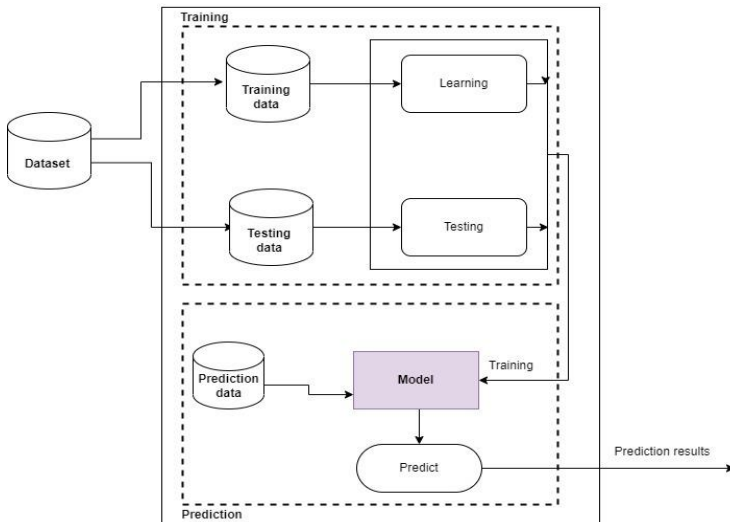 Training
Training
data
Learning
Dataset
Testing
data
Testing
Prediction
data
Model
Training
Predict
Prediction results
Prediction